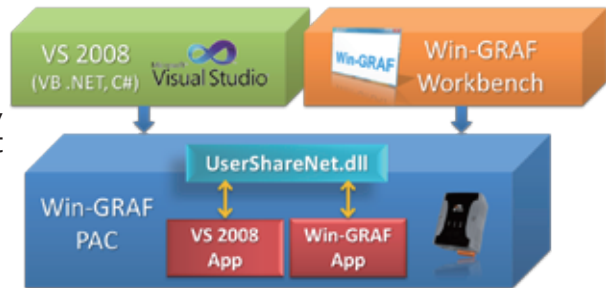 VS 2008
(VB .NET, C#)
Microsoft
Visual Studio
Win-GRAF
Win-GRAF
Workbench
UserShareNet.dll
Win-GRAF
PAC
VS 2008
App
Win-GRAF
App